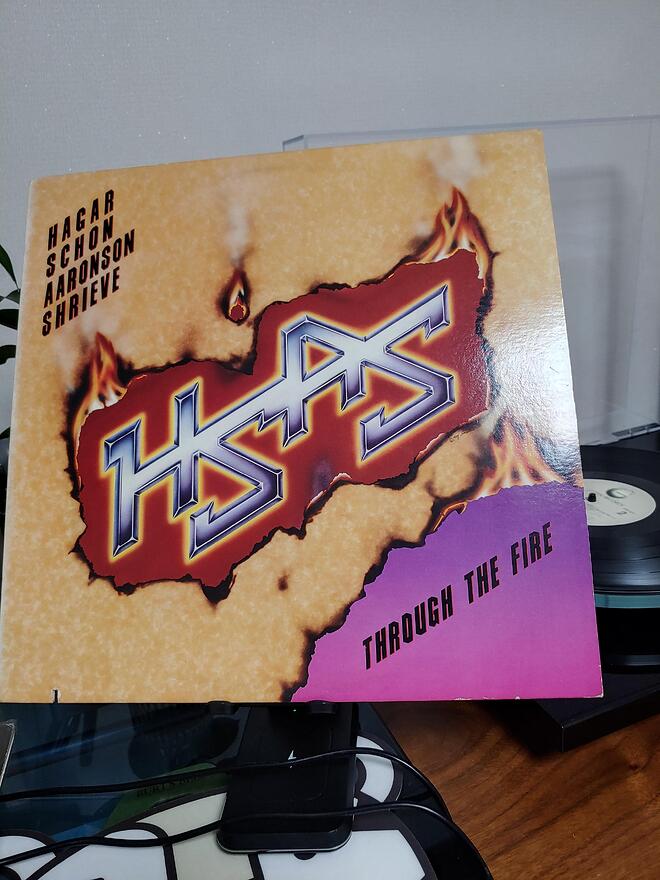 HAGAR
SCHON
AARONSON
SHRIEVE
HSAS
THROUGH THE FIRE